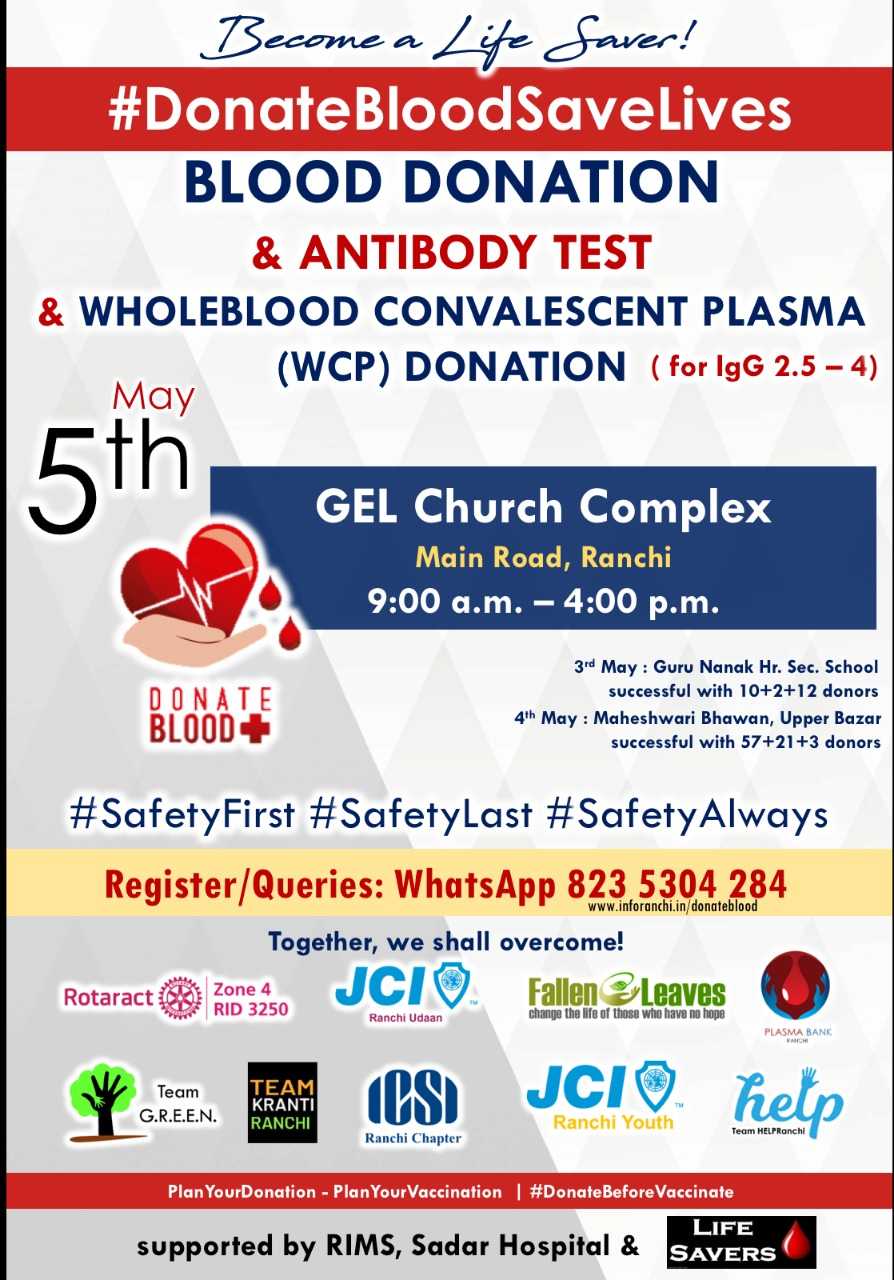 Become a Life Saver!
#DonateBloodSaveLives
BLOOD DONATION
& ANTIBODY TEST
& WHOLEBLOOD CONVALESCENT PLASMA
(WCP) DONATION ( for IgG 2.5 – 4)
May
5th
GEL Church Complex
Main Road, Ranchi
9:00 a.m. – 4:00 p.m.
DONATE
BLOOD
3rd May : Guru Nanak Hr. Sec. School
successful with 10+2+12 donors
4th May : Maheshwari Bhawan, Upper Bazar
successful with 57+21+3 donors
#SafetyFirst #SafetyLast #SafetyAlways
Register/Queries: WhatsApp 823 5304 284
www.inforanchi.in/donateblood
Together, we shall overcome!
Rotaract Zone 4
RID 3250
JCI TM
Ranchi Udaan
Fallen Leaves
change the life of those who have no hope
PLASMA BANK
RANCHI
Team
G.R.E.E.N.
TEAM
KRANTI
RANCHI
ICSI
Ranchi Chapter
JCI TM
Ranchi Youth
help
Team HELPRanchi
PlanYourDonation - PlanYourVaccination | #DonateBeforeVaccinate
supported by RIMS, Sadar Hospital &
LIFE
SAVERS